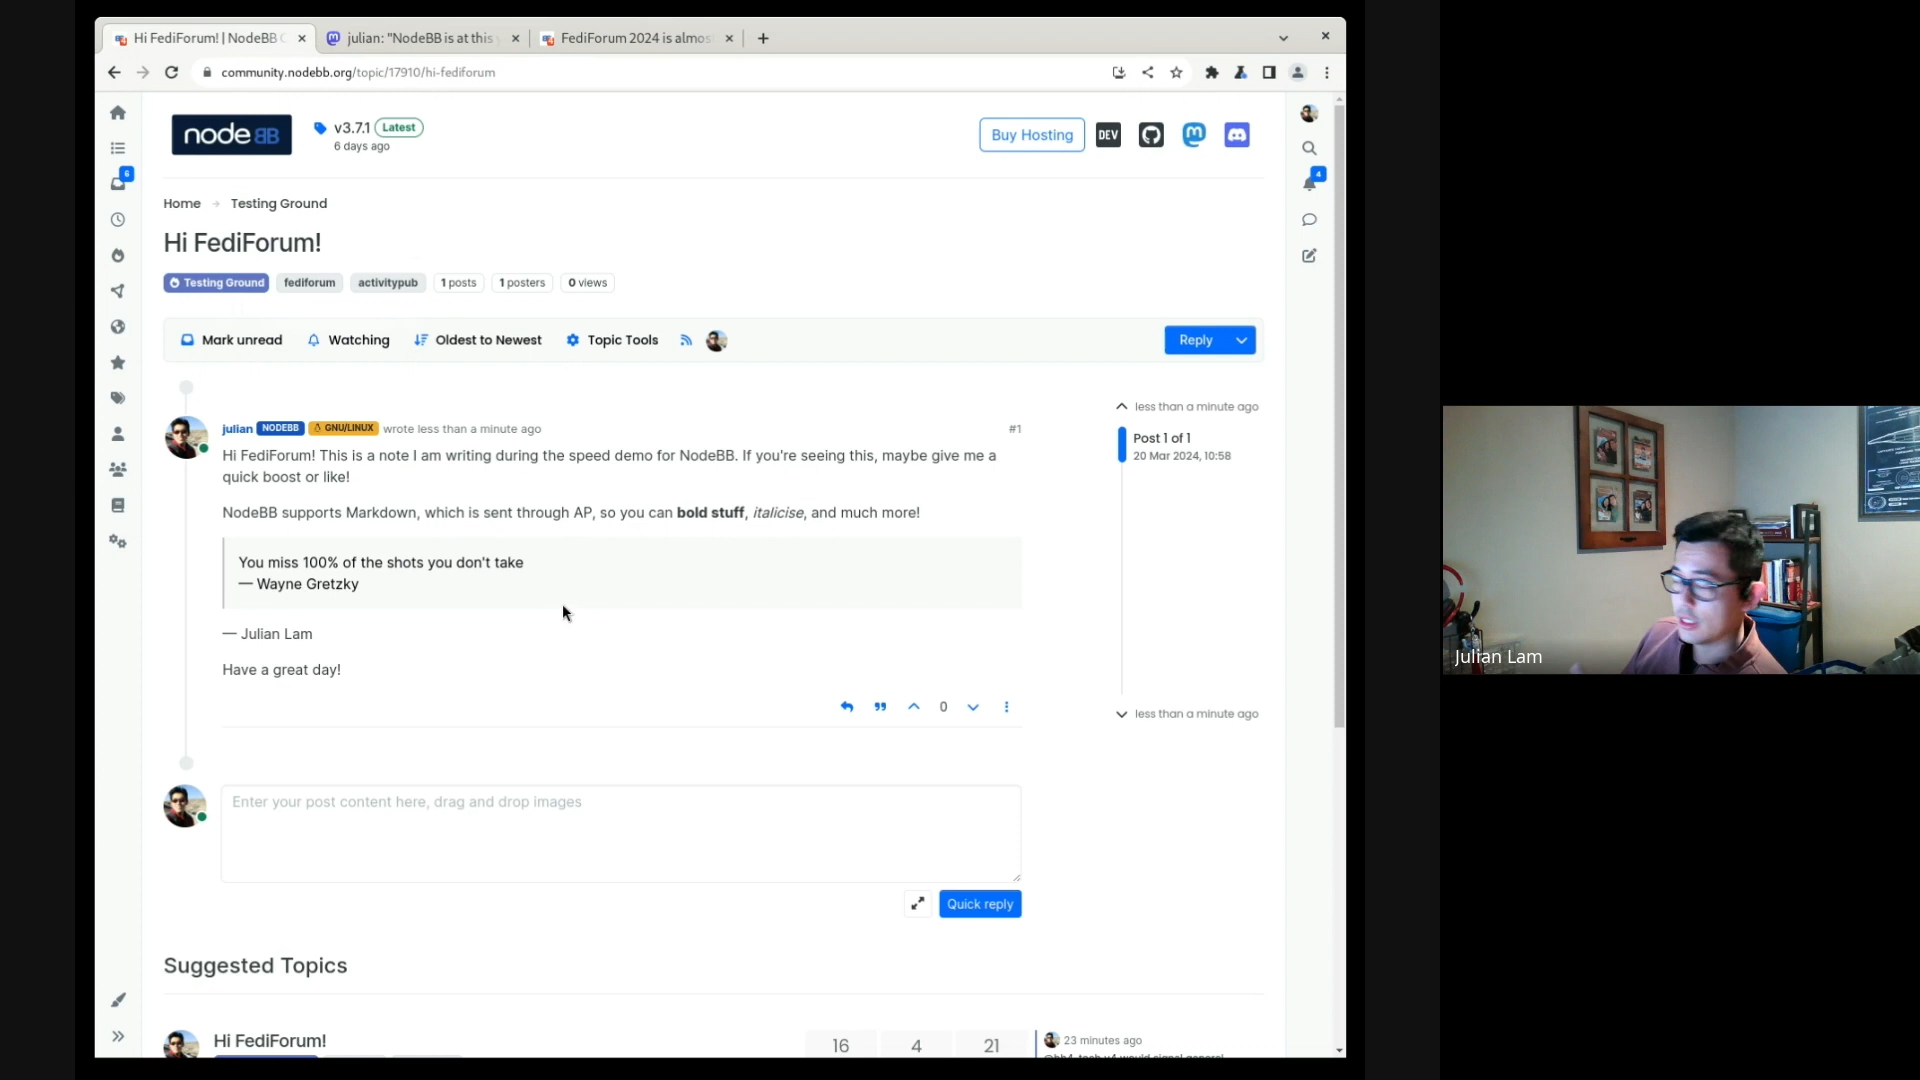 Hi FediForum! | NodeBB C
julian: "NodeBB is at this
FediForum 2024 is almos
community.nodebb.org/topic/17910/hi-fediforum
node BB
v3.7.1 Latest
6 days ago
Buy Hosting
DEV
6
4
Home Testing Ground
Hi FediForum!
Testing Ground fediforum activitypub 1 posts 1 posters 0 views
Mark unread Watching Oldest to Newest Topic Tools Reply
less than a minute ago
julian NODEBB GNU/LINUX wrote less than a minute ago #1
Post 1 of 1
20 Mar 2024, 10:58
Hi FediForum! This is a note I am writing during the speed demo for NodeBB. If you're seeing this, maybe give me a
quick boost or like!
NodeBB supports Markdown, which is sent through AP, so you can bold stuff, italicise, and much more!
You miss 100% of the shots you don't take
— Wayne Gretzky
— Julian Lam
Have a great day!
0
less than a minute ago
Enter your post content here, drag and drop images
Quick reply
Suggested Topics
Hi FediForum!
16 4 21
23 minutes ago
Julian Lam